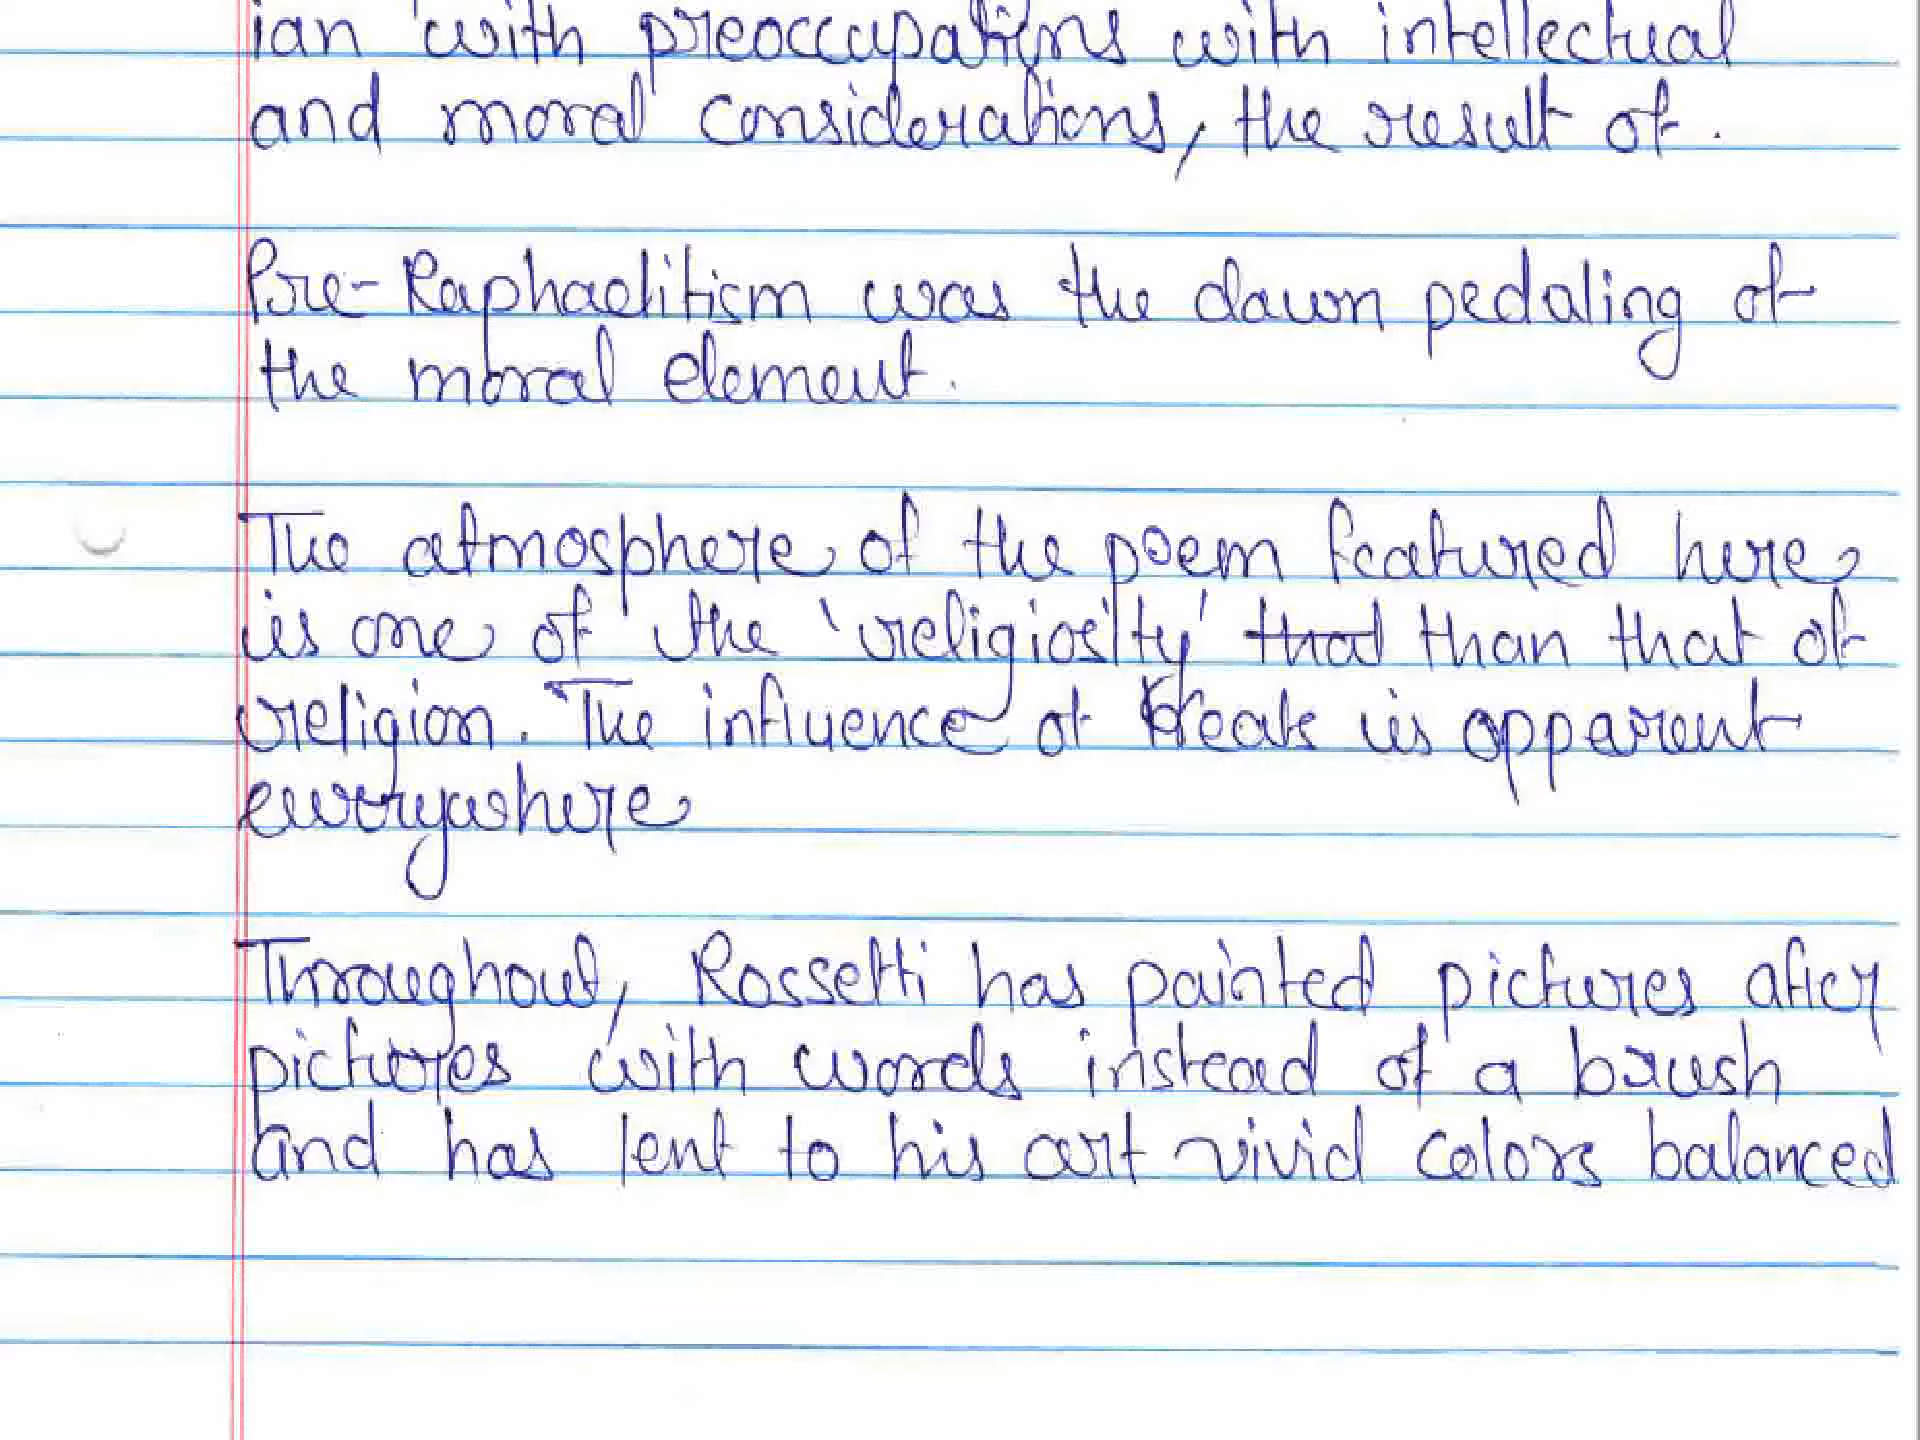 ian with preoccupations with intellectual
and moral considerations, the result of.
Pre-Raphaelitism was the dawn pedaling of
the moral element.
The atmosphere of the poem featured here
is one of the 'religiosity' that than that of
religion. The influence of Keats is apparent
everywhere
Throughout, Rossetti has painted pictures after
pictures with words instead of a brush
and has lent to his art vivid colors balanced